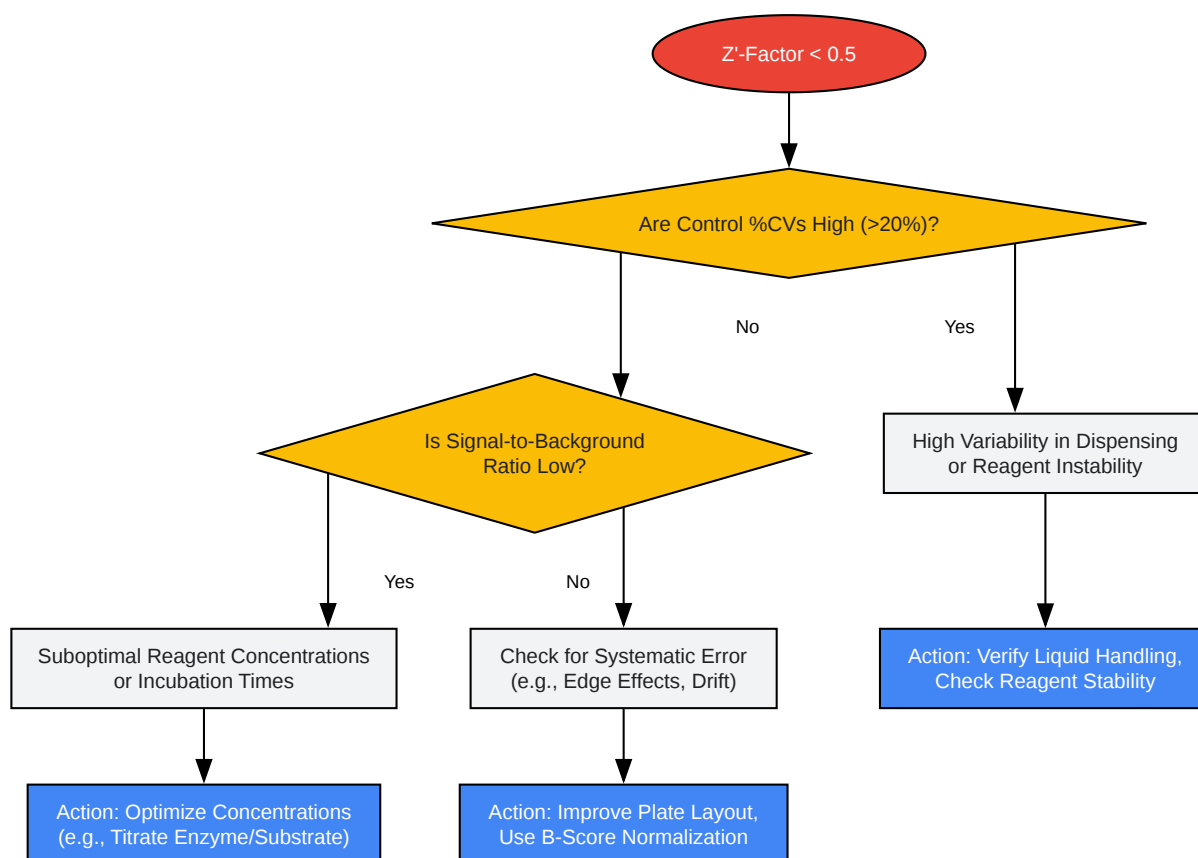 Z'-Factor < 0.5
Are Control %CVs High (>20%)?
No
Yes
Is Signal-to-Background
Ratio Low?
High Variability in Dispensing
or Reagent Instability
Yes
No
Suboptimal Reagent Concentrations
or Incubation Times
Check for Systematic Error
(e.g., Edge Effects, Drift)
Action: Verify Liquid Handling,
Check Reagent Stability
Action: Optimize Concentrations
(e.g., Titrate Enzyme/Substrate)
Action: Improve Plate Layout,
Use B-Score Normalization